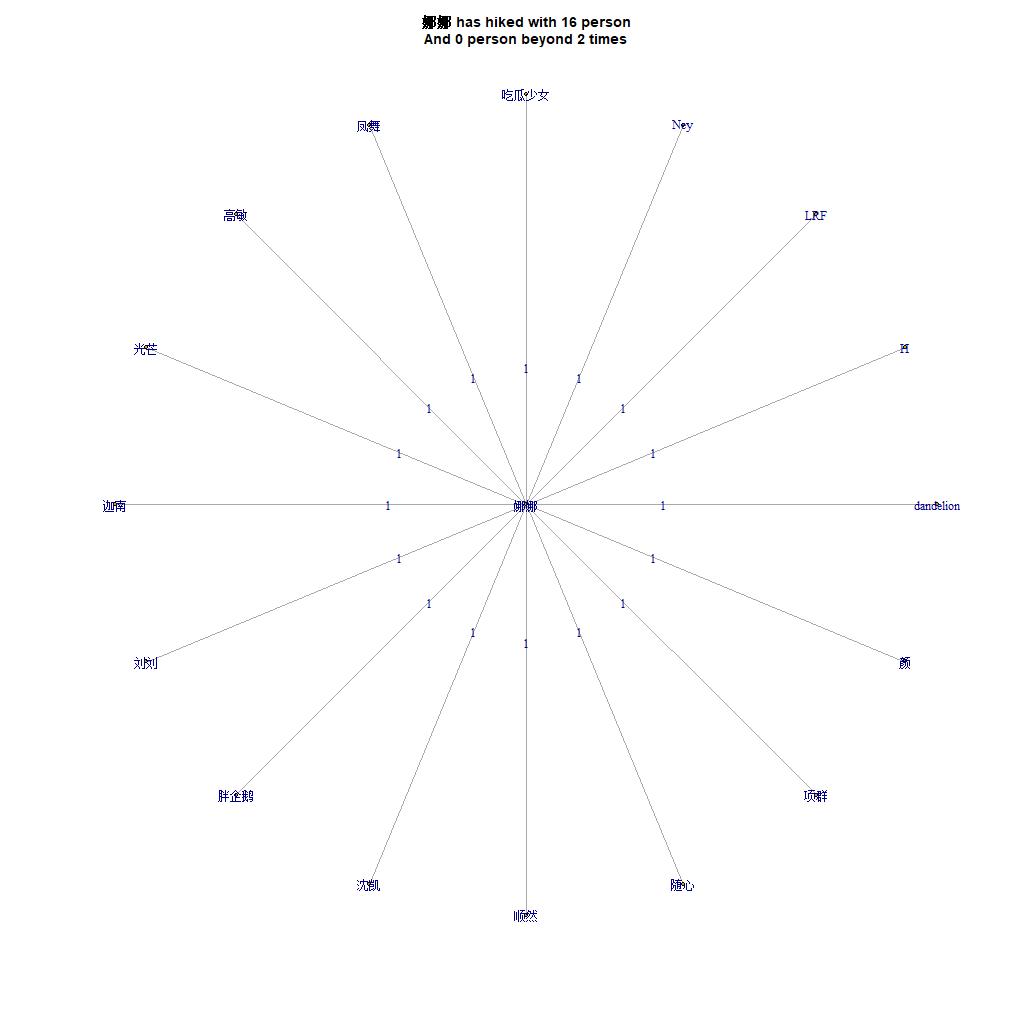 娜娜 has hiked with 16 person
And 0 person beyond 2 times
吃瓜少女
凤舞
Ney
高敏
LRF
光芒
H
1
1
1
1
1
1
1
迦南
1
娜娜
1
dandelion
1
1
1
1
1
1
1
刘刘
颜
胖企鹅
项群
沈凯
随心
顺然